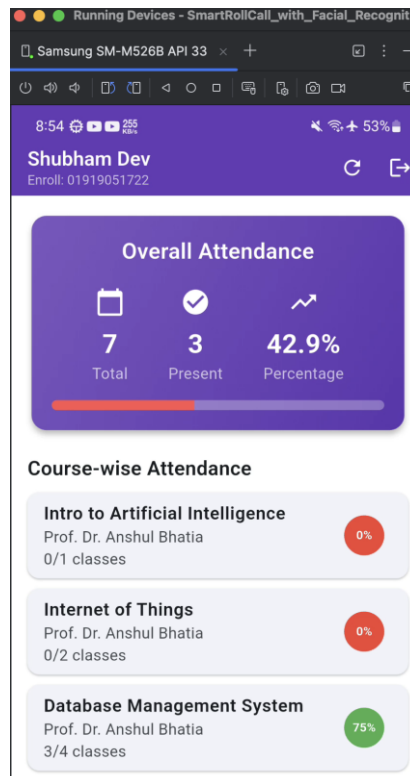 Running Devices - SmartRollCall_with_Facial_Recognit
Samsung SM-M526B API 33
8:54 255 KB/s 53%
Shubham Dev
Enroll: 01919051722
Overall Attendance
7 3 42.9%
Total Present Percentage
Course-wise Attendance
Intro to Artificial Intelligence
Prof. Dr. Anshul Bhatia
0/1 classes
0%
Internet of Things
Prof. Dr. Anshul Bhatia
0/2 classes
0%
Database Management System
Prof. Dr. Anshul Bhatia
3/4 classes
75%